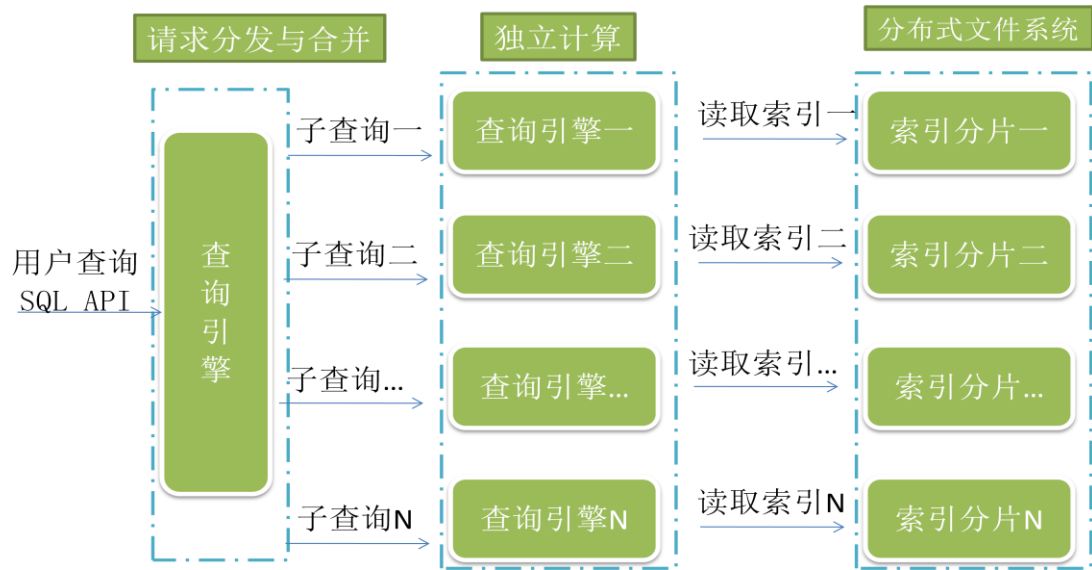 请求分发与合并
独立计算
分布式文件系统
用户查询
SQL API
查
询
引
擎
子查询一
查询引擎一
读取索引一
索引分片一
子查询二
查询引擎二
读取索引二
索引分片二
子查询...
查询引擎...
读取索引...
索引分片...
子查询N
查询引擎N
读取索引N
索引分片N